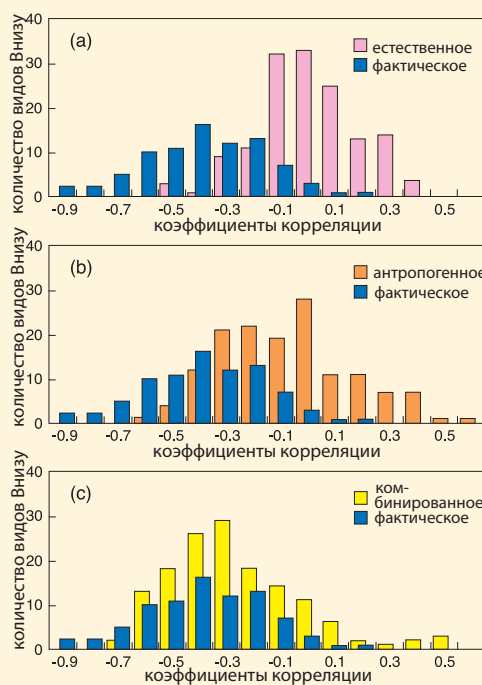 количество видов Внизу
40
30
20
10
0
(a)
естественное
фактическое
-0.9 -0.7 -0.5 -0.3 -0.1 0.1 0.3 0.5
коэффициенты корреляции
количество видов Внизу
40
30
20
10
0
(b)
антропогенное
фактическое
-0.9 -0.7 -0.5 -0.3 -0.1 0.1 0.3 0.5
коэффициенты корреляции
количество видов Внизу
40
30
20
10
0
(c)
ком-
бинированное
фактическое
-0.9 -0.7 -0.5 -0.3 -0.1 0.1 0.3 0.5
коэффициенты корреляции